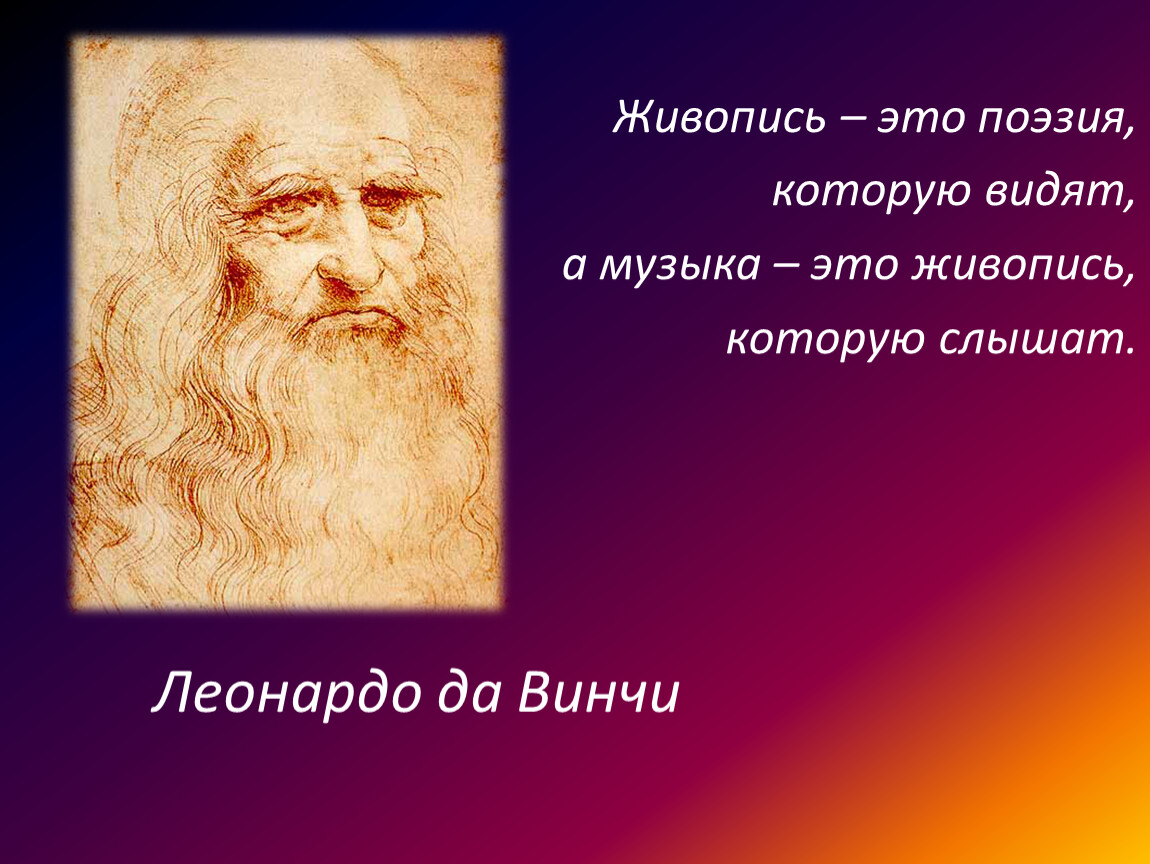 Живопись – это поэзия,
которую видят,
а музыка – это живопись,
которую слышат.
Леонардо да Винчи